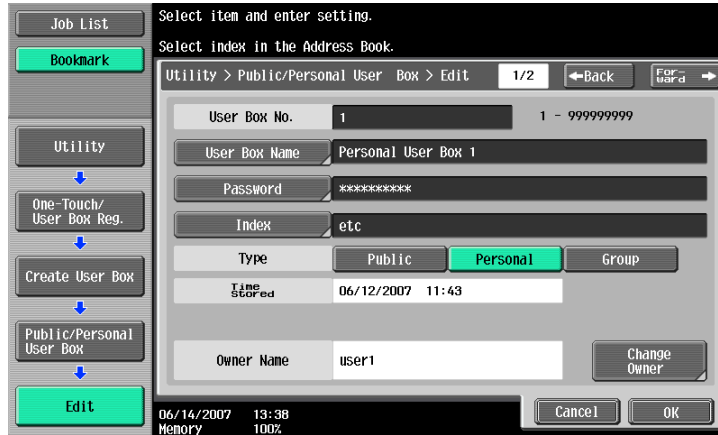 Job List
Bookmark
Utility
One-Touch/
User Box Reg.
Create User Box
Public/Personal
User Box
Edit
Select item and enter setting.
Select index in the Address Book.
Utility > Public/Personal User Box > Edit 1/2 ←Back For-ward →
User Box No. 1 1 - 999999999
User Box Name Personal User Box 1
Password **********
Index etc
Type Public Personal Group
Time
Stored 06/12/2007 11:43
Owner Name user1 Change
Owner
06/14/2007 13:38
Memory 100%
Cancel OK